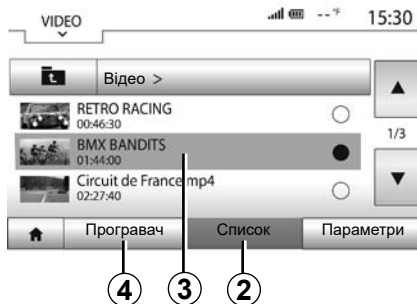 VIDEO --°F 15:30
Відео >
RETRO RACING
00:46:30
1/3
BMX BANDITS
01:44:00
Circuit de France mp4
02:27:40
Програвач Список Параметри
4 3 2